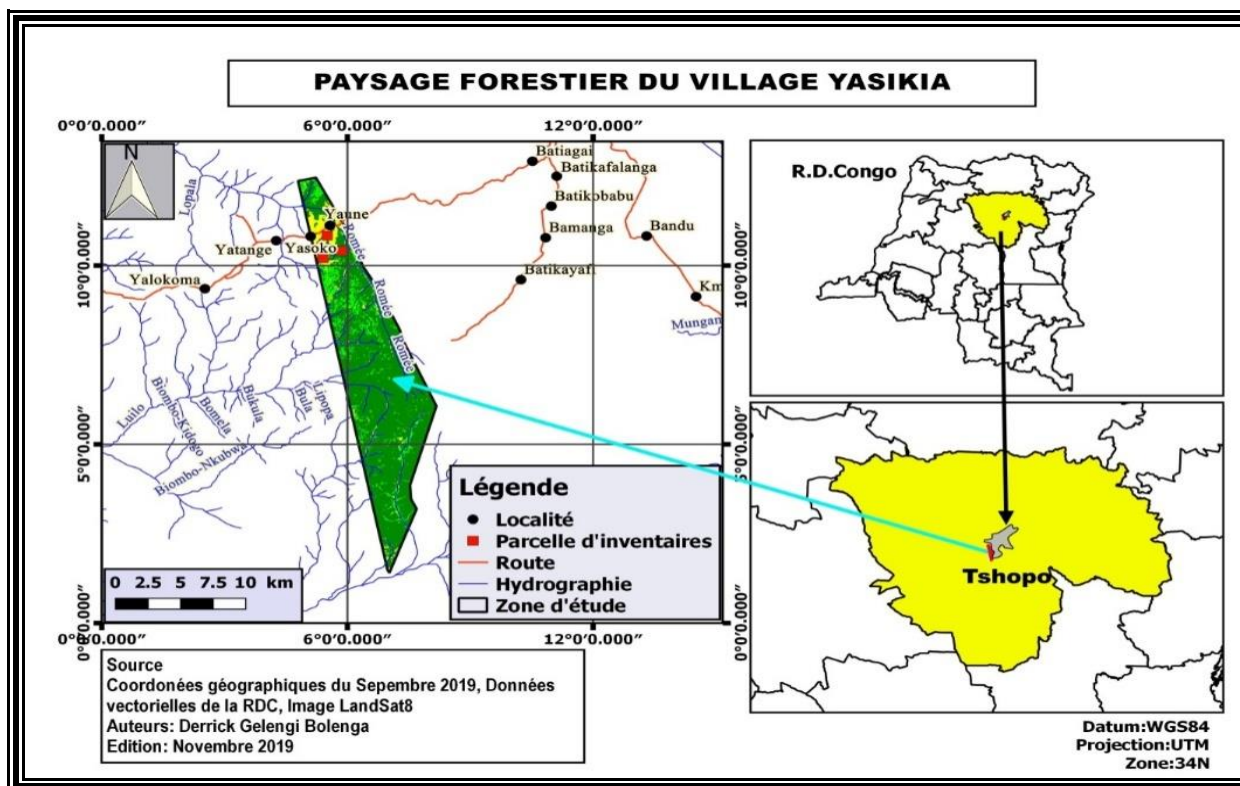 PAYSAGE FORESTIER DU VILLAGE YASIKIA
0°0'0.000" 6°0'0.000" 12°0'0.000"
N
Lopala
Batiagai
Batikafalanga
Batikobabu
Yaune
Bamanga
Bandu
Yatange
Yasoko
Romée
Batikayafi
Yalokoma
Km
Mungan
Romée
Romée
10°0'0.000"
10°0'0.000"
Luilo
Biombo-Kidogo
Bomela
Bukula
Bula
Lipopa
Biombo-Nkubwa
5°0'0.000"
5°0'0.000"
Légende
Localité
Parcelle d'inventaires
Route
Hydrographie
Zone d'étude
0 2.5 5 7.5 10 km
0°0'0.000"
0°0'0.000"
0°0'0.000" 6°0'0.000" 12°0'0.000"
R.D.Congo
Tshopo
Source
Coordonées géographiques du Sepembre 2019, Données
vectorielles de la RDC, Image LandSat8
Auteurs: Derrick Gelengi Bolenga
Edition: Novembre 2019
Datum:WGS84
Projection:UTM
Zone:34N